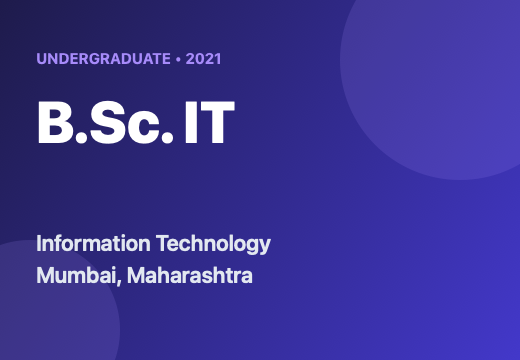 UNDERGRADUATE • 2021
B.Sc. IT
Information Technology
Mumbai, Maharashtra